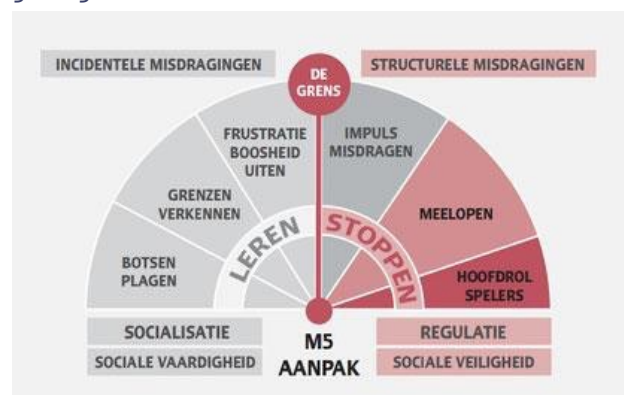 INCIDENTELE MISDRAGINGEN
DE
GRENS
STRUCTURELE MISDRAGINGEN
FRUSTRATIE
BOOSHEID
UITEN
IMPULS
MISDRAGEN
GRENZEN
VERKENNEN
MEELOPEN
LEREN
STOPPEN
BOTSEN
PLAGEN
HOOFDROL
SPELERS
SOCIALISATIE
SOCIALE VAARDIGHEID
M5
AANPAK
REGULATIE
SOCIALE VEILIGHEID